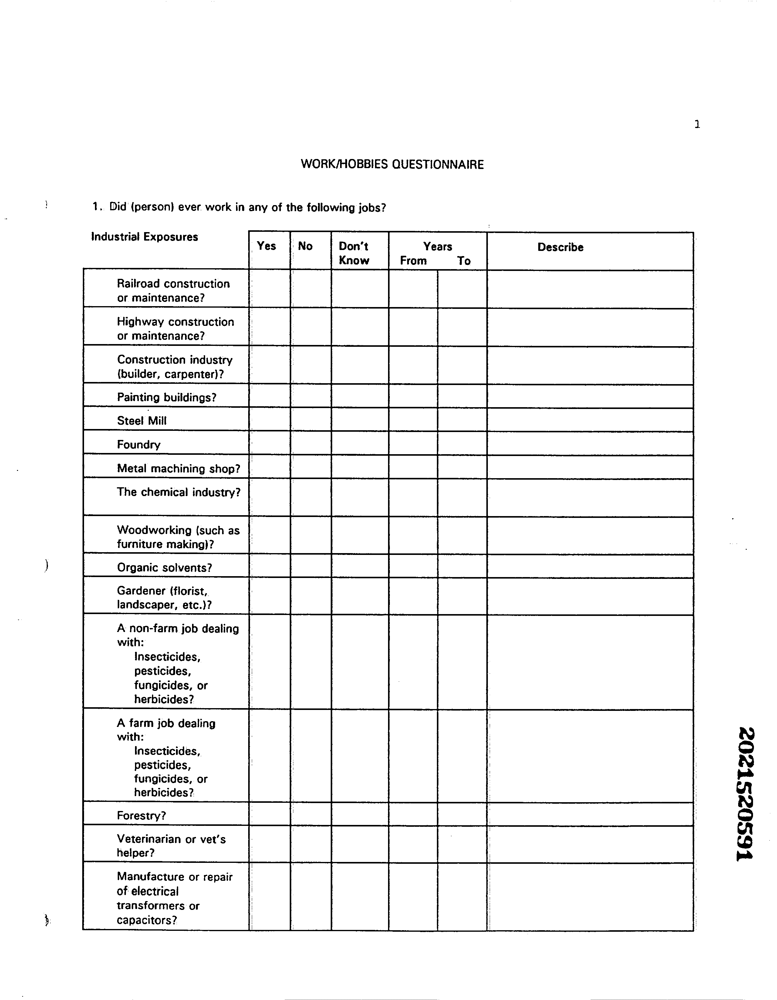 1
WORK/HOBBIES QUESTIONNAIRE
1. Did (person) ever work in any of the following jobs?
Industrial Exposures
Yes No Don't Years Describe
Know From To
Railroad construction
or maintenance?
Highway construction
or maintenance?
Construction industry
(builder, carpenter)?
Painting buildings?
Steel Mill
Foundry
Metal machining shop?
The chemical industry?
Woodworking (such as
furniture making)?
Organic solvents?
Gardener (florist,
landscaper, etc.)?
A non-farm job dealing
with:
Insecticides,
pesticides,
fungicides, or
herbicides?
A farm job dealing
with:
Insecticides,
pesticides,
fungicides, or
herbicides?
Forestry?
Veterinarian or vet's
helper?
Manufacture or repair
of electrical
transformers or
capacitors?
2021520591